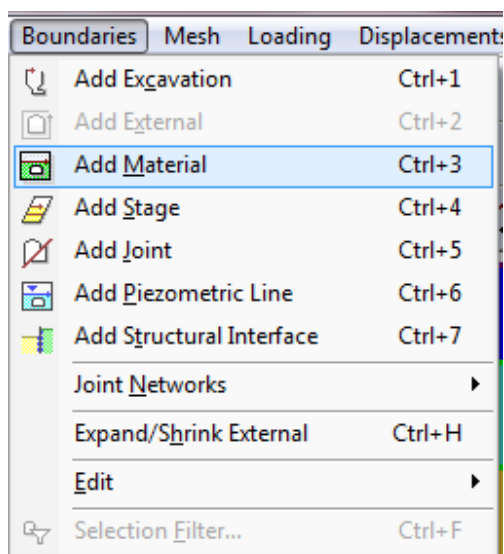 Boundaries Mesh Loading Displacements
Add Excavation Ctrl+1
Add External Ctrl+2
Add Material Ctrl+3
Add Stage Ctrl+4
Add Joint Ctrl+5
Add Piezometric Line Ctrl+6
Add Structural Interface Ctrl+7
Joint Networks
Expand/Shrink External Ctrl+H
Edit
Selection Filter... Ctrl+F